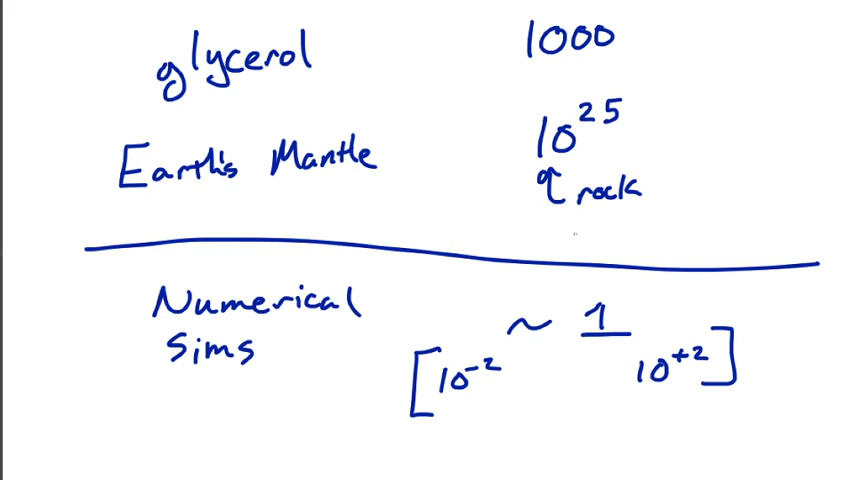 glycerol 1000
Earth's Mantle 10^25
rock
Numerical ~ 1
Sims [10^-2 10^+2]